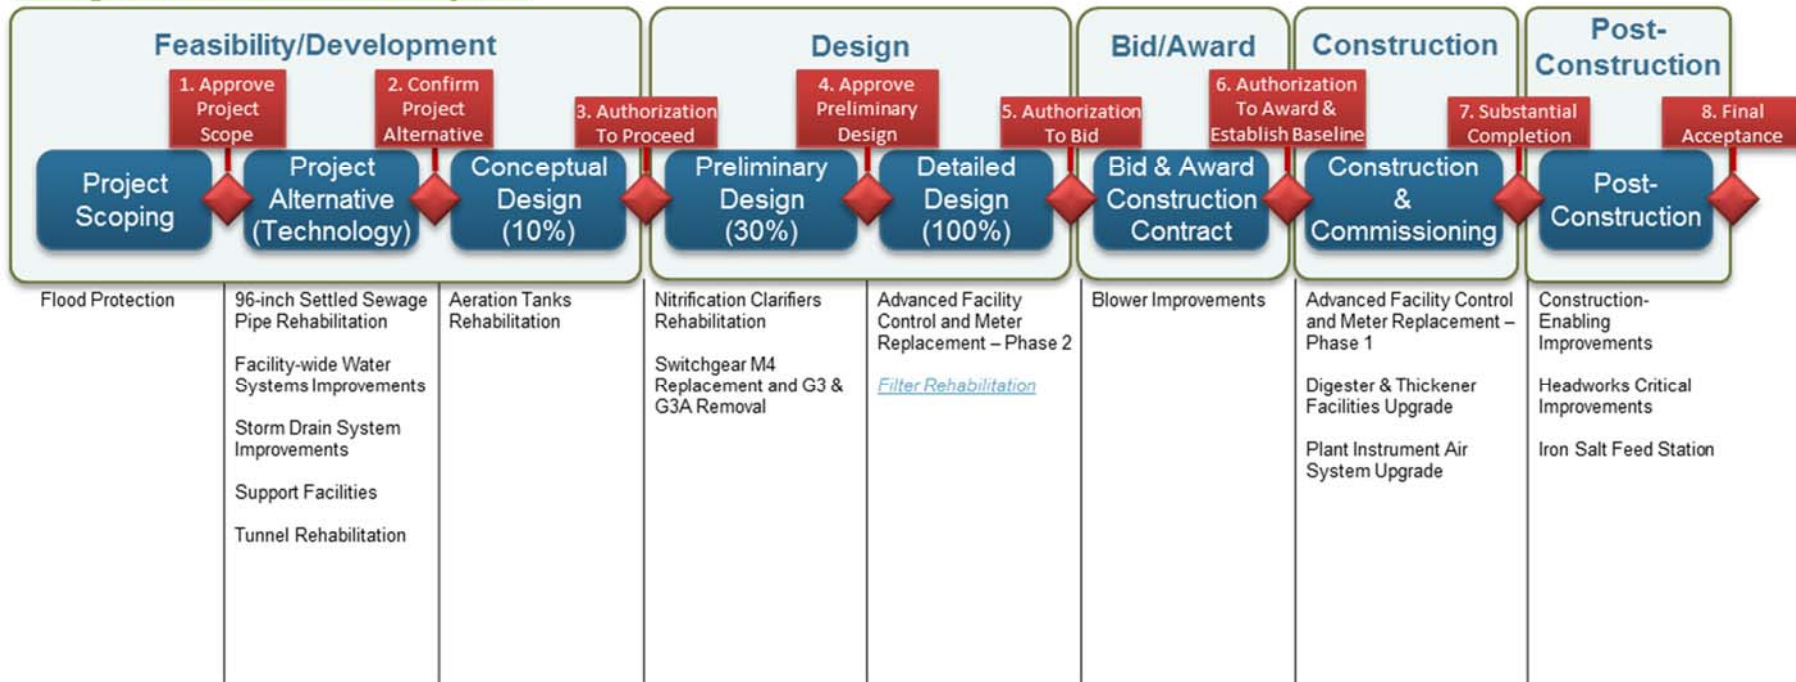 Feasibility/Development
Design
Bid/Award
Construction
Post-
Construction
1. Approve
Project
Scope
2. Confirm
Project
Alternative
3. Authorization
To Proceed
4. Approve
Preliminary
Design
5. Authorization
To Bid
6. Authorization
To Award &
Establish Baseline
7. Substantial
Completion
8. Final
Acceptance
Project
Scoping
Project
Alternative
(Technology)
Conceptual
Design
(10%)
Preliminary
Design
(30%)
Detailed
Design
(100%)
Bid & Award
Construction
Contract
Construction
&
Commissioning
Post-
Construction
Flood Protection
96-inch Settled Sewage
Pipe Rehabilitation
Facility-wide Water
Systems Improvements
Storm Drain System
Improvements
Support Facilities
Tunnel Rehabilitation
Aeration Tanks
Rehabilitation
Nitrification Clarifiers
Rehabilitation
Switchgear M4
Replacement and G3 &
G3A Removal
Advanced Facility
Control and Meter
Replacement – Phase 2
Filter Rehabilitation
Blower Improvements
Advanced Facility Control
and Meter Replacement –
Phase 1
Digester & Thickener
Facilities Upgrade
Plant Instrument Air
System Upgrade
Construction-
Enabling
Improvements
Headworks Critical
Improvements
Iron Salt Feed Station